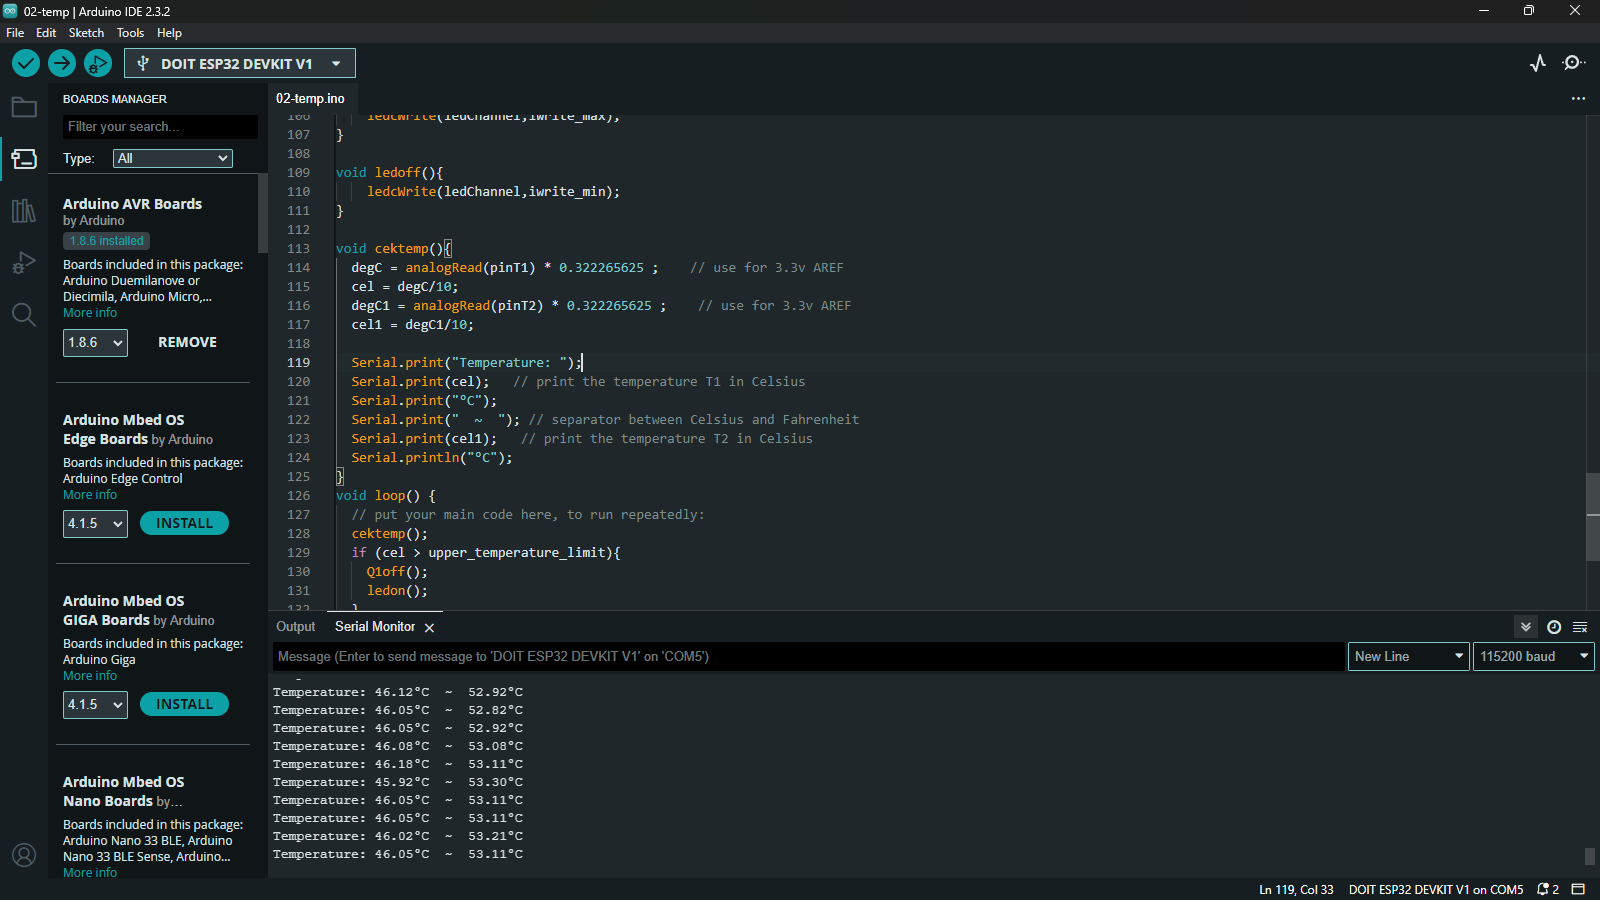 02-temp | Arduino IDE 2.3.2
File Edit Sketch Tools Help
DOIT ESP32 DEVKIT V1
BOARDS MANAGER
Filter your search...
Type: All
Arduino AVR Boards
by Arduino
1.8.6 installed
Boards included in this package:
Arduino Duemilanove or
Diecimila, Arduino Micro,...
More info
1.8.6 REMOVE
Arduino Mbed OS
Edge Boards by Arduino
Boards included in this package:
Arduino Edge Control
More info
4.1.5 INSTALL
Arduino Mbed OS
GIGA Boards by Arduino
Boards included in this package:
Arduino Giga
More info
4.1.5 INSTALL
Arduino Mbed OS
Nano Boards by...
Boards included in this package:
Arduino Nano 33 BLE, Arduino
Nano 33 BLE Sense, Arduino...
More info
02-temp.ino
106 ledcWrite(ledChannel,iwrite_max);
107 }
108
109 void ledoff(){
110 ledcWrite(ledChannel,iwrite_min);
111 }
112
113 void cektemp(){
114 degC = analogRead(pinT1) * 0.322265625 ; // use for 3.3v AREF
115 cel = degC/10;
116 degC1 = analogRead(pinT2) * 0.322265625 ; // use for 3.3v AREF
117 cel1 = degC1/10;
118
119 Serial.print("Temperature: ");
120 Serial.print(cel); // print the temperature T1 in Celsius
121 Serial.print("°C");
122 Serial.print(" ~ "); // separator between Celsius and Fahrenheit
123 Serial.print(cel1); // print the temperature T2 in Celsius
124 Serial.println("°C");
125 }
126 void loop() {
127 // put your main code here, to run repeatedly:
128 cektemp();
129 if (cel > upper_temperature_limit){
130 Q1off();
131 ledon();
132 }
Output Serial Monitor
Message (Enter to send message to 'DOIT ESP32 DEVKIT V1' on 'COM5') New Line 115200 baud
Temperature: 46.12°C ~ 52.92°C
Temperature: 46.05°C ~ 52.82°C
Temperature: 46.05°C ~ 52.92°C
Temperature: 46.08°C ~ 53.08°C
Temperature: 46.18°C ~ 53.11°C
Temperature: 45.92°C ~ 53.30°C
Temperature: 46.05°C ~ 53.11°C
Temperature: 46.05°C ~ 53.11°C
Temperature: 46.02°C ~ 53.21°C
Temperature: 46.05°C ~ 53.11°C
Ln 119, Col 33 DOIT ESP32 DEVKIT V1 on COM5 2